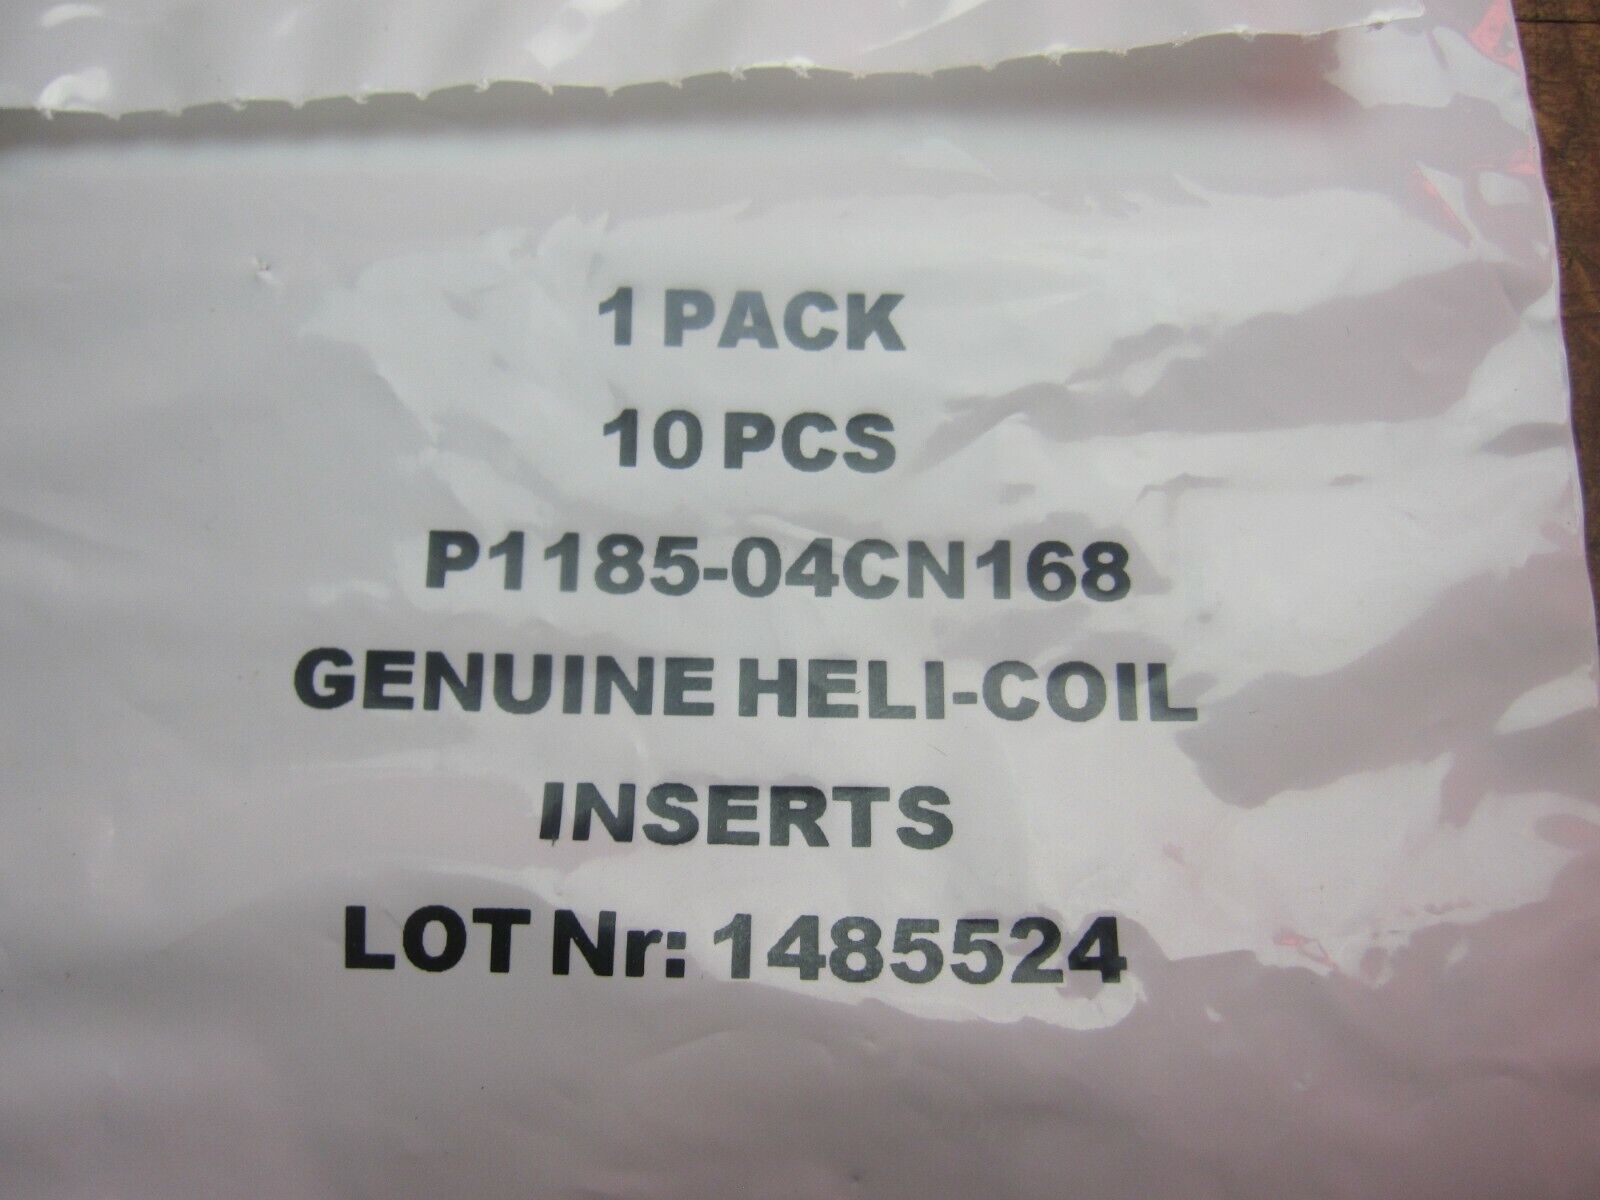 1 PACK
10 PCS
P1185-04CN168
GENUINE HELI-COIL
INSERTS
LOT Nr: 1485524